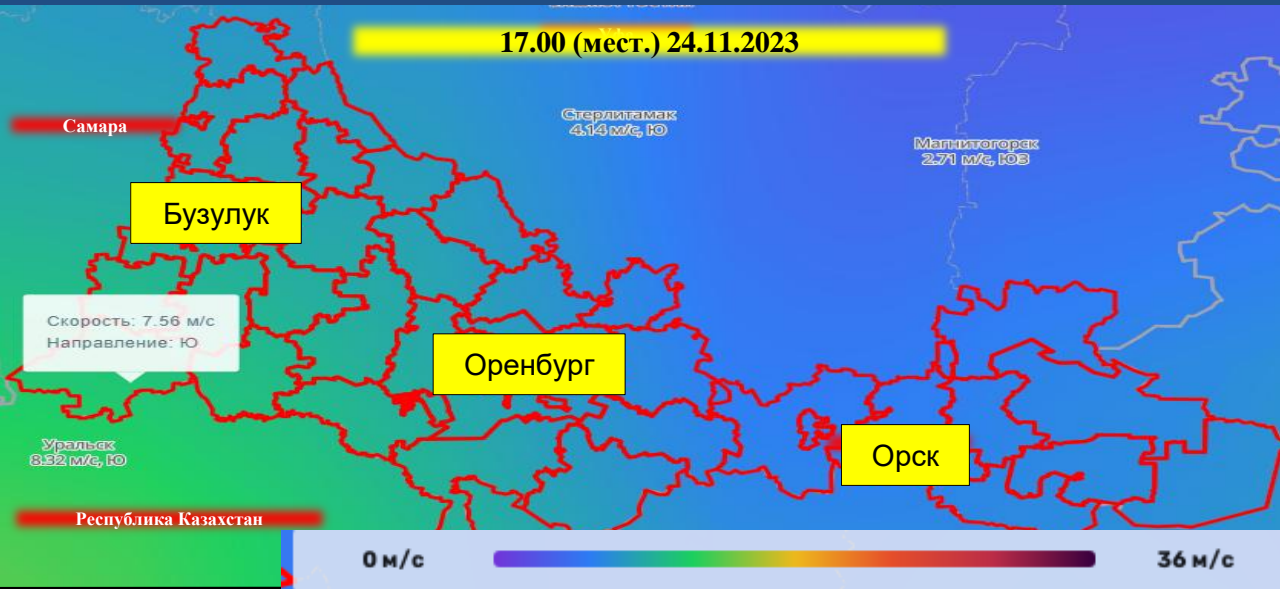 17.00 (мест.) 24.11.2023
Самара
Стерлитамак
4.14 м/с, Ю
Магнитогорск
2.71 м/с, ЮЗ
Бузулук
Скорость: 7.56 м/с
Направление: Ю
Оренбург
Уральск
8.32 м/с, Ю
Орск
Республика Казахстан
0 м/с
36 м/с